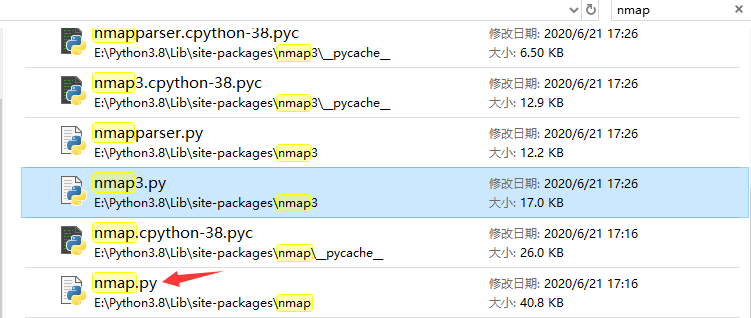 nmap
nmapparser.cpython-38.pyc
修改日期: 2020/6/21 17:26
E:\Python3.8\Lib\site-packages\nmap3\__pycache__
大小: 6.50 KB
nmap3.cpython-38.pyc
修改日期: 2020/6/21 17:26
E:\Python3.8\Lib\site-packages\nmap3\__pycache__
大小: 12.9 KB
nmapparser.py
修改日期: 2020/6/21 17:26
E:\Python3.8\Lib\site-packages\nmap3
大小: 12.2 KB
nmap3.py
修改日期: 2020/6/21 17:26
E:\Python3.8\Lib\site-packages\nmap3
大小: 17.0 KB
nmap.cpython-38.pyc
修改日期: 2020/6/21 17:16
E:\Python3.8\Lib\site-packages\nmap\__pycache__
大小: 26.0 KB
nmap.py
修改日期: 2020/6/21 17:16
E:\Python3.8\Lib\site-packages\nmap
大小: 40.8 KB